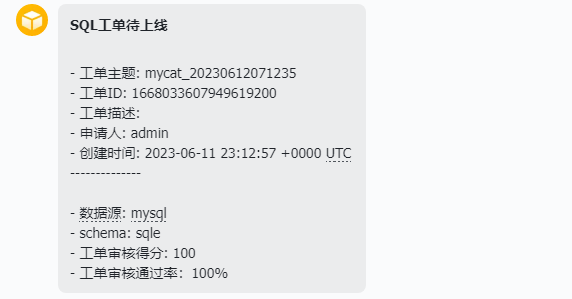 SQL工单待上线
- 工单主题: mycat_20230612071235
- 工单ID: 1668033607949619200
- 工单描述:
- 申请人: admin
- 创建时间: 2023-06-11 23:12:57 +0000 UTC
--------------
- 数据源: mysql
- schema: sqle
- 工单审核得分: 100
- 工单审核通过率：100%